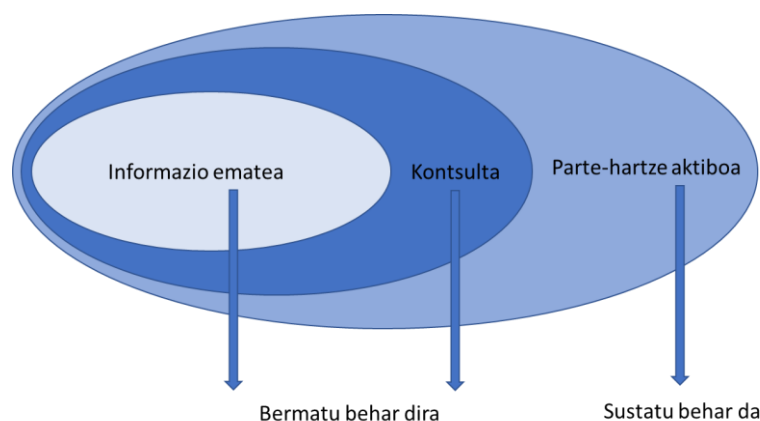 Informazio ematea
Kontsulta
Parte-hartze aktiboa
Bermatu behar dira
Sustatu behar da